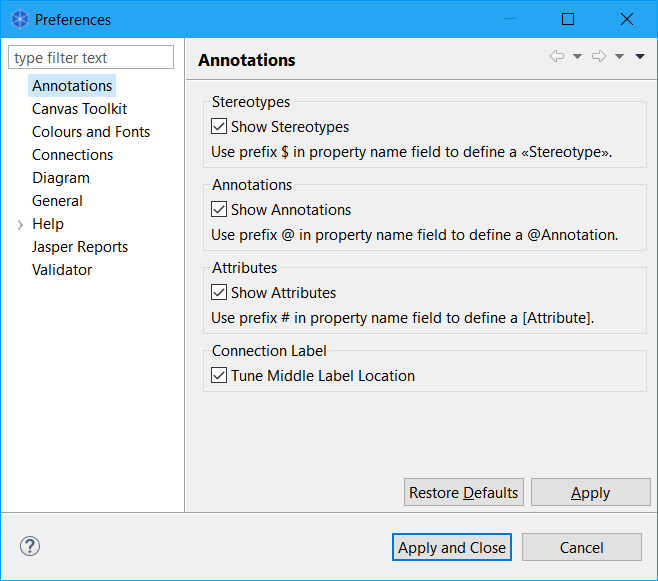 Preferences
type filter text
Annotations
Canvas Toolkit
Colours and Fonts
Connections
Diagram
General
Help
Jasper Reports
Validator
Annotations
Stereotypes
Show Stereotypes
Use prefix $ in property name field to define a «Stereotype».
Annotations
Show Annotations
Use prefix @ in property name field to define a @Annotation.
Attributes
Show Attributes
Use prefix # in property name field to define a [Attribute].
Connection Label
Tune Middle Label Location
Restore Defaults
Apply
?
Apply and Close
Cancel